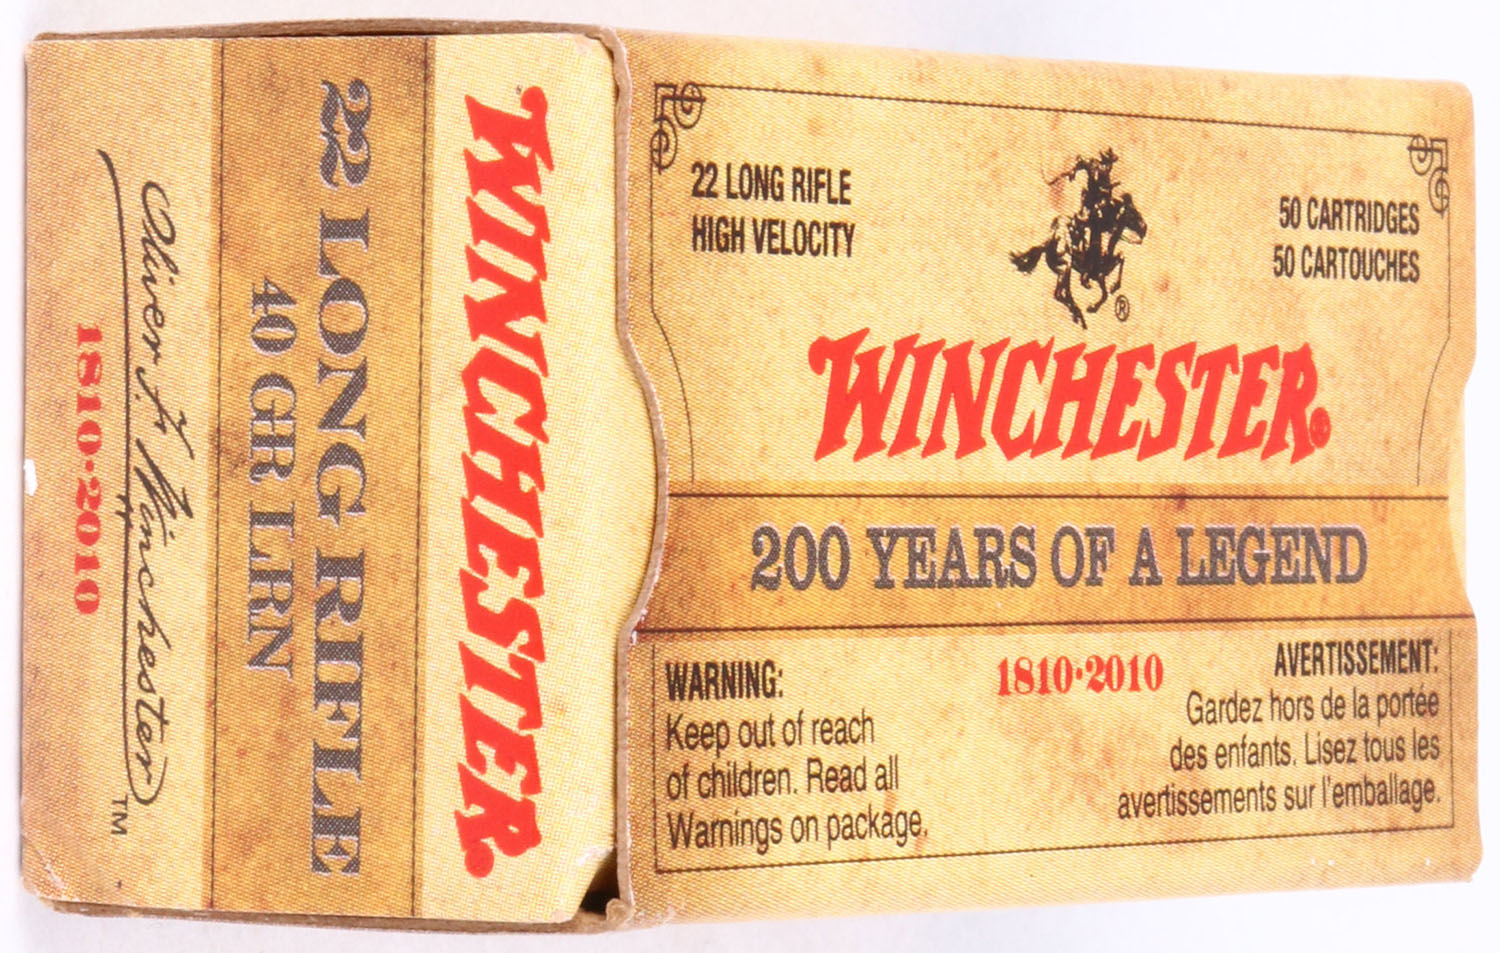 WINCHESTER®
22 LONG RIFLE
40 GR LRN
Oliver F. Winchester TM
1810·2010
22 LONG RIFLE
HIGH VELOCITY
50 CARTRIDGES
50 CARTOUCHES
®
WINCHESTER®
200 YEARS OF A LEGEND
1810·2010
WARNING:
Keep out of reach
of children. Read all
Warnings on package.
AVERTISSEMENT:
Gardez hors de la portée
des enfants. Lisez tous les
avertissements sur l'emballage.